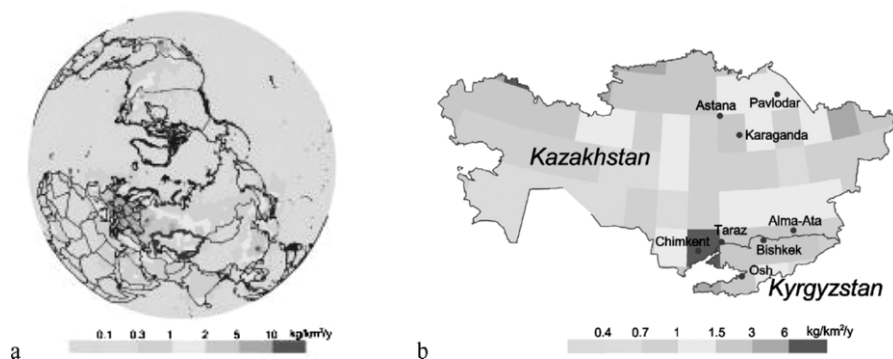 Astana
Pavlodar
Karaganda
Kazakhstan
Alma-Ata
Taraz
Chimkent
Bishkek
Osh
Kyrgyzstan
a 0.1 0.3 1 2 5 10 kg/km²/y
b 0.4 0.7 1 1.5 3 6 kg/km²/y